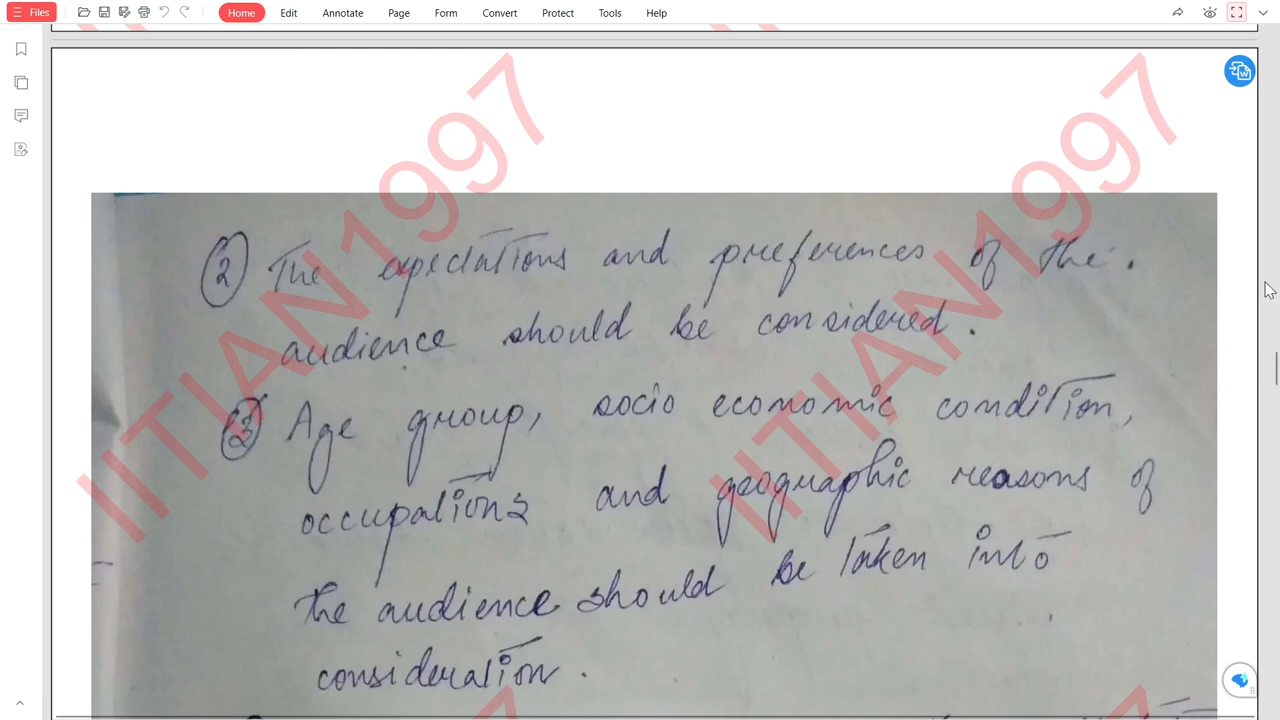 Files
Home Edit Annotate Page Form Convert Protect Tools Help
IITIAN1997 IITIAN1997
② The expectations and preferences of the .
audience should be considered .
③ Age group, socio economic condition,
occupations and geographic reasons of
the audience should be taken into
consideration .